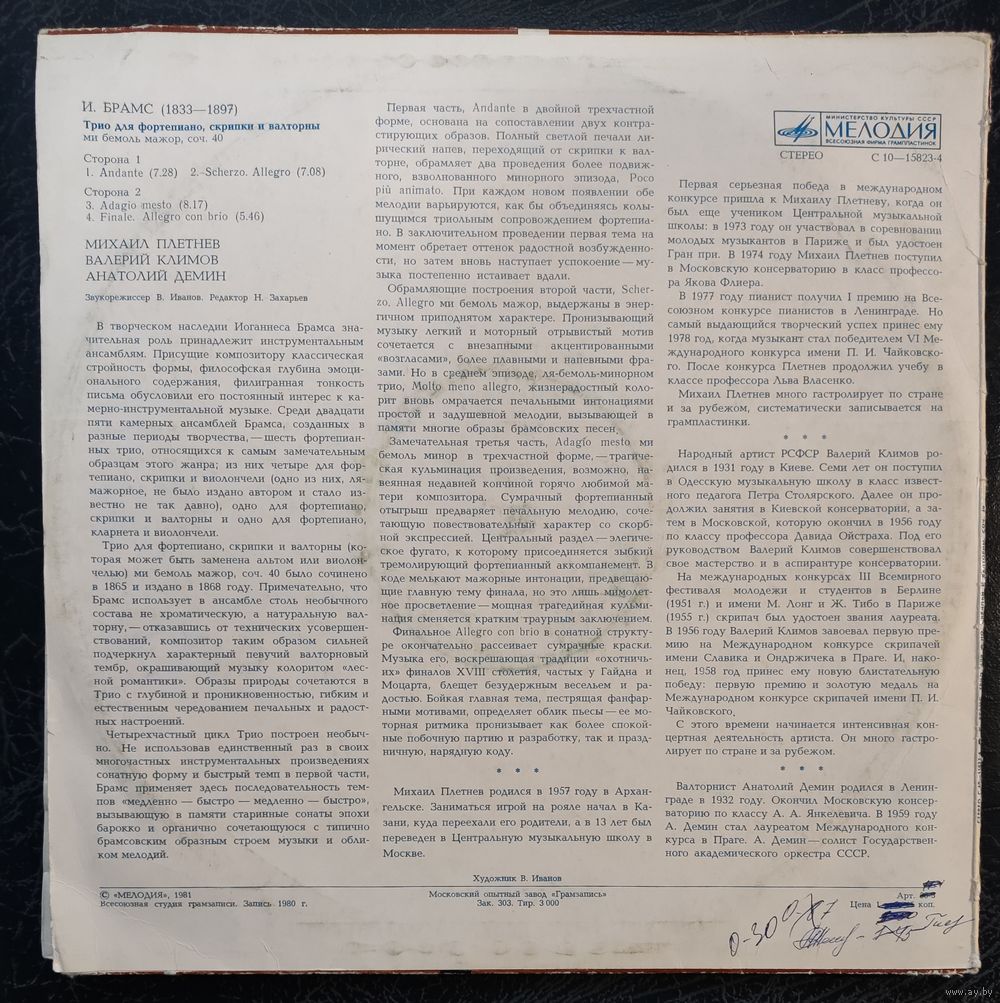 И. БРАМС (1833—1897)
Трио для фортепиано, скрипки и валторны
ми бемоль мажор, соч. 40
Сторона 1
1. Andante (7.28) 2. Scherzo. Allegro (7.08)
Сторона 2
3. Adagio mesto (8.17)
4. Finale. Allegro con brio (5.46)
МИХАИЛ ПЛЕТНЕВ
ВАЛЕРИЙ КЛИМОВ
АНАТОЛИЙ ДЕМИН
Звукорежиссер В. Иванов. Редактор Н. Захарьев
В творческом наследии Иоганнеса Брамса зна-
чительная роль принадлежит инструментальным
ансамблям. Присущие композитору классическая
стройность формы, философская глубина эмоци-
онального содержания, филигранная тонкость
письма обусловили его постоянный интерес к ка-
мерно-инструментальной музыке. Среди двадцати
пяти камерных ансамблей Брамса, созданных в
разные периоды творчества, — шесть фортепиан-
ных трио, относящихся к самым замечательным
образцам этого жанра; из них четыре для фор-
тепиано, скрипки и виолончели (одно из них, ля-
мажорное, не было издано автором и стало из-
вестно не так давно), одно для фортепиано,
скрипки и валторны и одно для фортепиано,
кларнета и виолончели.
Трио для фортепиано, скрипки и валторны (ко-
торая может быть заменена альтом или виолон-
челью) ми бемоль мажор, соч. 40 было сочинено
в 1865 и издано в 1868 году. Примечательно, что
Брамс использует в ансамбле столь необычного
состава не хроматическую, а натуральную вал-
торну, — отказавшись от технических усовершен-
ствований, композитор таким образом сильней
подчеркнул характерный певучий валторновый
тембр, окрашивающий музыку колоритом «лес-
ной романтики». Образы природы сочетаются в
Трио с глубиной и проникновенностью, гибким и
естественным чередованием печальных и радост-
ных настроений.
Четырехчастный цикл Трио построен необыч-
но. Не использовав единственный раз в своих
многочастных инструментальных произведениях
сонатную форму и быстрый темп в первой части,
Брамс применяет здесь последовательность тем-
пов «медленно — быстро — медленно — быстро»,
вызывающую в памяти старинные сонаты эпохи
барокко и органично сочетающуюся с типично
брамсовским образным строем музыки и обли-
ком мелодий.
Первая часть, Andante в двойной трехчастной
форме, основана на сопоставлении двух контра-
стирующих образов. Полный светлой печали ли-
рический напев, переходящий от скрипки к вал-
торне, обрамляет два проведения более подвиж-
ного, взволнованного минорного эпизода, Poco
più animato. При каждом новом появлении обе
мелодии варьируются, как бы объединяясь колы-
шущимся триольным сопровождением фортепиа-
но. В заключительном проведении первая тема на
момент обретает оттенок радостной возбужденно-
сти, но затем вновь наступает успокоение — му-
зыка постепенно истаивает вдали.
Обрамляющие построения второй части, Scher-
zo. Allegro ми бемоль мажор, выдержаны в энер-
гичном приподнятом характере. Пронизывающий
музыку легкий и моторный отрывистый мотив
сочетается с внезапными акцентированными
«возгласами», более плавными и напевными фра-
зами. Но в среднем эпизоде, ля-бемоль-минорном
трио, Molto meno allegro, жизнерадостный коло-
рит вновь омрачается печальными интонациями
простой и задушевной мелодии, вызывающей в
памяти многие образы брамсовских песен.
Замечательная третья часть, Adagio mesto ми
бемоль минор в трехчастной форме, — трагиче-
ская кульминация произведения, возможно, на-
веянная недавней кончиной горячо любимой ма-
тери композитора. Сумрачный фортепианный
отыгрыш предваряет печальную мелодию, соче-
тающую повествовательный характер со скорб-
ной экспрессией. Центральный раздел — элегиче-
ское фугато, к которому присоединяется зыбкий
тремолирующий фортепианный аккомпанемент. В
коде мелькают мажорные интонации, предвещаю-
щие главную тему финала, но это лишь мимолет-
ное просветление — мощная трагедийная кульми-
нация сменяется кратким траурным заключением.
Финальное Allegro con brio в сонатной структу-
ре окончательно рассеивает сумрачные краски.
Музыка его, воскрешающая традиции «охотничь-
их» финалов XVIII столетия, частых у Гайдна и
Моцарта, блещет безудержным весельем и ра-
достью. Бойкая главная тема, пестрящая фанфар-
ными мотивами, определяет облик пьесы — ее мо-
торная ритмика пронизывает как более спокой-
ные побочную партию и разработку, так и празд-
ничную, нарядную коду.
* * *
Михаил Плетнев родился в 1957 году в Архан-
гельске. Заниматься игрой на рояле начал в Ка-
зани, куда переехали его родители, а в 13 лет был
переведен в Центральную музыкальную школу в
Москве.
МИНИСТЕРСТВО КУЛЬТУРЫ СССР
МЕЛОДИЯ
ВСЕСОЮЗНАЯ ФИРМА ГРАМПЛАСТИНОК
СТЕРЕО С 10—15823-4
Первая серьезная победа в международном
конкурсе пришла к Михаилу Плетневу, когда он
был еще учеником Центральной музыкальной
школы: в 1973 году он участвовал в соревновании
молодых музыкантов в Париже и был удостоен
Гран при. В 1974 году Михаил Плетнев поступил
в Московскую консерваторию в класс профессо-
ра Якова Флиера.
В 1977 году пианист получил I премию на Все-
союзном конкурсе пианистов в Ленинграде. Но
самый выдающийся творческий успех принес ему
1978 год, когда музыкант стал победителем VI Ме-
ждународного конкурса имени П. И. Чайковско-
го. После конкурса Плетнев продолжил учебу в
классе профессора Льва Власенко.
Михаил Плетнев много гастролирует по стране
и за рубежом, систематически записывается на
грампластинки.
* * *
Народный артист РСФСР Валерий Климов ро-
дился в 1931 году в Киеве. Семи лет он поступил
в Одесскую музыкальную школу в класс извест-
ного педагога Петра Столярского. Далее он про-
должил занятия в Киевской консерватории, а за-
тем в Московской, которую окончил в 1956 году
по классу профессора Давида Ойстраха. Под его
руководством Валерий Климов совершенствовал
свое мастерство и в аспирантуре консерватории.
На международных конкурсах III Всемирного
фестиваля молодежи и студентов в Берлине
(1951 г.) и имени М. Лонг и Ж. Тибо в Париже
(1955 г.) скрипач был удостоен звания лауреата.
В 1956 году Валерий Климов завоевал первую пре-
мию на Международном конкурсе скрипачей
имени Славика и Ондржичека в Праге. И, нако-
нец, 1958 год принес ему новую блистательную
победу: первую премию и золотую медаль на
Международном конкурсе скрипачей имени П. И.
Чайковского.
С этого времени начинается интенсивная кон-
цертная деятельность артиста. Он много гастро-
лирует по стране и за рубежом.
* * *
Валторнист Анатолий Демин родился в Ленин-
граде в 1932 году. Окончил Московскую консер-
ваторию по классу А. А. Янкелевича. В 1959 году
А. Демин стал лауреатом Международного кон-
курса в Праге. А. Демин — солист Государствен-
ного академического оркестра СССР.
Художник В. Иванов
© «МЕЛОДИЯ», 1981
Всесоюзная студия грамзаписи. Запись 1980 г.
Московский опытный завод «Грамзапись»
Зак. 303. Тир. 3 000
Арт.
Цена коп.
0-30
www.ay.by